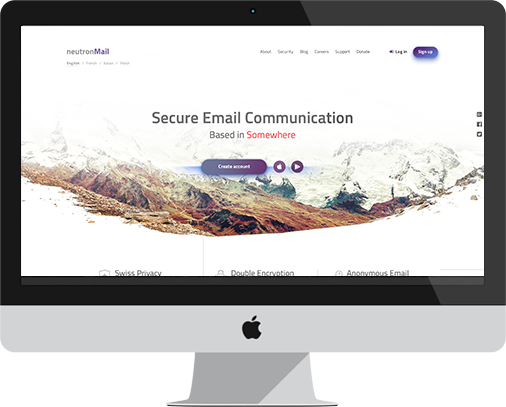 neutronMail
About Security Blog Careers Support Donate Log in Sign up
English / French / Italian / Polish
Secure Email Communication
Based in Somewhere
Create account
Swiss Privacy Double Encryption Anonymous Email